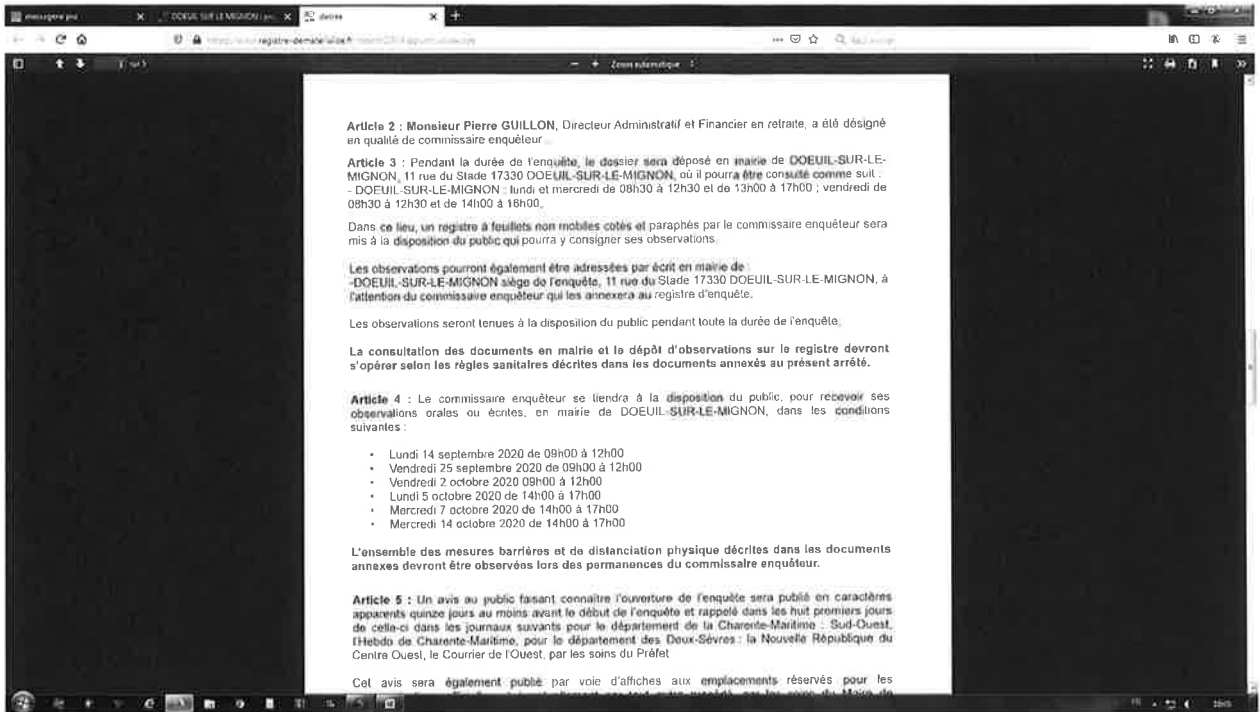 messagerie pro
DOEUIL SUR LE MIGNON
registre-dematerialise.fr
Zoom automatique
Article 2 : Monsieur Pierre GUILLON, Directeur Administratif et Financier en retraite, a été désigné
en qualité de commissaire enquêteur
Article 3 : Pendant la durée de l'enquête, le dossier sera déposé en mairie de DOEUIL-SUR-LE-
MIGNON, 11 rue du Stade 17330 DOEUIL-SUR-LE-MIGNON, où il pourra être consulté comme suit :
- DOEUIL-SUR-LE-MIGNON : lundi et mercredi de 08h30 à 12h30 et de 13h00 à 17h00 ; vendredi de
08h30 à 12h30 et de 14h00 à 16h00.
Dans ce lieu, un registre à feuillets non mobiles cotés et paraphés par le commissaire enquêteur sera
mis à la disposition du public qui pourra y consigner ses observations
Les observations pourront également être adressées par écrit en mairie de :
-DOEUIL-SUR-LE-MIGNON siège de l'enquête, 11 rue du Stade 17330 DOEUIL-SUR-LE-MIGNON, à
l'attention du commissaire enquêteur qui les annexera au registre d'enquête.
Les observations seront tenues à la disposition du public pendant toute la durée de l'enquête.
La consultation des documents en mairie et le dépôt d'observations sur le registre devront
s'opérer selon les règles sanitaires décrites dans les documents annexés au présent arrêté.
Article 4 : Le commissaire enquêteur se tiendra à la disposition du public, pour recevoir ses
observations orales ou écrites, en mairie de DOEUIL-SUR-LE-MIGNON, dans les conditions
suivantes :
• Lundi 14 septembre 2020 de 09h00 à 12h00
• Vendredi 25 septembre 2020 de 09h00 à 12h00
• Vendredi 2 octobre 2020 09h00 à 12h00
• Lundi 5 octobre 2020 de 14h00 à 17h00
• Mercredi 7 octobre 2020 de 14h00 à 17h00
• Mercredi 14 octobre 2020 de 14h00 à 17h00
L'ensemble des mesures barrières et de distanciation physique décrites dans les documents
annexes devront être observées lors des permanences du commissaire enquêteur.
Article 5 : Un avis au public faisant connaître l'ouverture de l'enquête sera publié en caractères
apparents quinze jours au moins avant le début de l'enquête et rappelé dans les huit premiers jours
de celle-ci dans les journaux suivants pour le département de la Charente-Maritime : Sud-Ouest,
l'Hebdo de Charente-Maritime, pour le département des Deux-Sèvres : la Nouvelle République du
Centre Ouest, le Courrier de l'Ouest, par les soins du Préfet
Cet avis sera également publié par voie d'affiches aux emplacements réservés pour les